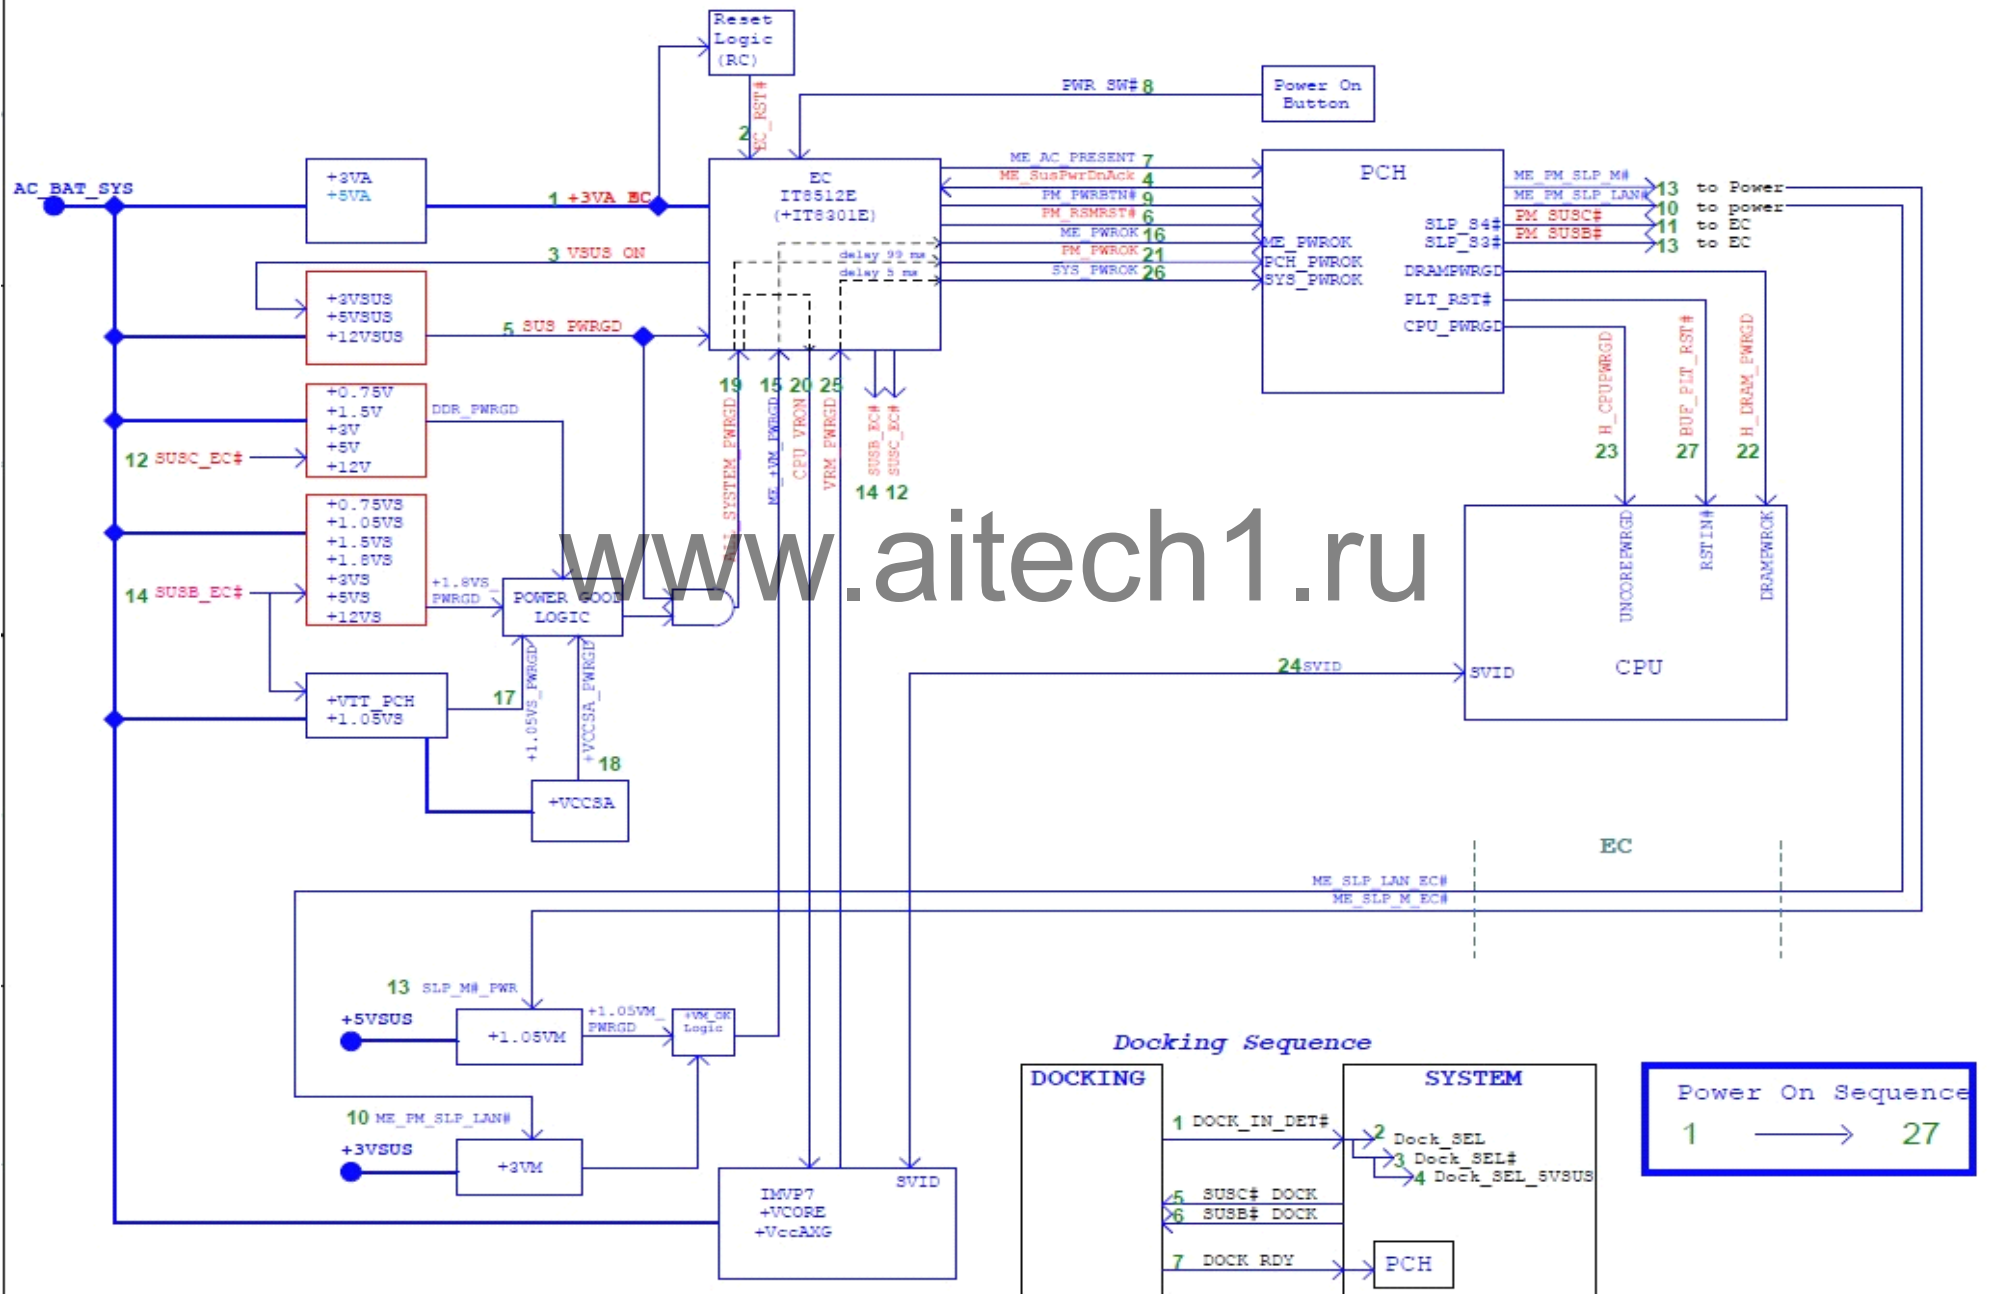 Reset
Logic
(RC)
2 EC_RST#
PWR SW# 8
Power On
Button
AC_BAT_SYS
+3VA
+5VA
1 +3VA EC
EC
IT8512E
(+IT8301E)
delay 99 ms
delay 5 ms
ME_AC_PRESENT 7
ME_SusPwrDnAck 4
PM_PWRBTN# 9
PM_RSMRST# 6
ME_PWROK 16
PM_PWROK 21
SYS_PWROK 26
PCH
ME_PWROK
PCH_PWROK
SYS_PWROK
SLP_S4#
SLP_S3#
DRAMPWRGD
PLT_RST#
CPU_PWRGD
ME_PM_SLP_M# 13 to Power
ME_PM_SLP_LAN# 10 to power
PM_SUSC# 11 to EC
PM_SUSB# 13 to EC
3 VSUS_ON
+3VSUS
+5VSUS
+12VSUS
5 SUS_PWRGD
+0.75V
+1.5V
+3V
+5V
+12V
DDR_PWRGD
12 SUSC_EC#
+0.75VS
+1.05VS
+1.5VS
+1.8VS
+3VS
+5VS
+12VS
14 SUSB_EC#
+1.8VS_
PWRGD
POWER GOOD
LOGIC
19
15 ME_+VM_PWRGD
20 CPU_VRON
25 VRM_PWRGD
SUSB_EC# 14
SUSC_EC# 12
H_CPUPWRGD 23
BUF_PLT_RST# 27
H_DRAM_PWRGD 22
www.aitech1.ru
UNCOREPWRGD
RSTIN#
DRAMPWROK
CPU
SVID
24 SVID
+VTT_PCH
+1.05VS
17 +1.05VS_PWRGD
+VCCSA_PWRGD 18
+VCCSA
EC
ME_SLP_LAN_EC#
ME_SLP_M_EC#
13 SLP_M#_PWR
+5VSUS
+1.05VM
+1.05VM_
PWRGD
+VM_OK
Logic
10 ME_PM_SLP_LAN#
+3VSUS
+3VM
IMVP7
+VCORE
+VccAXG
SVID
Docking Sequence
DOCKING
SYSTEM
1 DOCK_IN_DET#
2 Dock_SEL
3 Dock_SEL#
4 Dock_SEL_5VSUS
5 SUSC#_DOCK
6 SUSB#_DOCK
7 DOCK_RDY
PCH
Power On Sequence
1 27